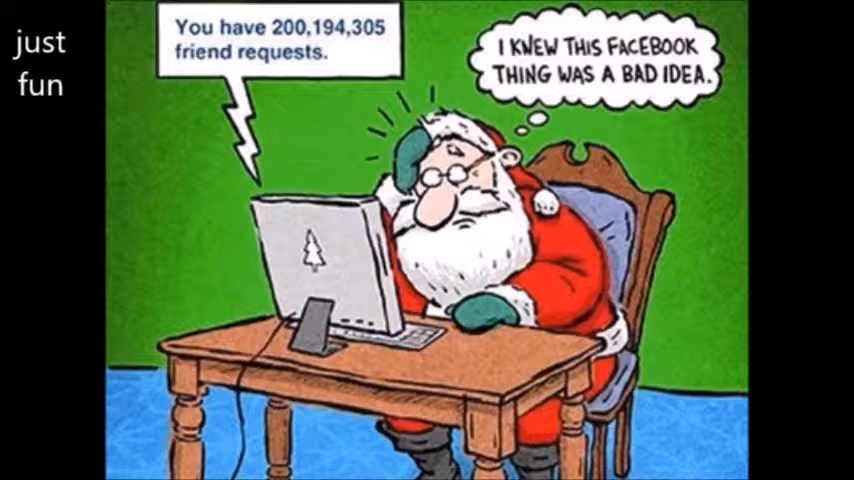 just
fun
You have 200,194,305
friend requests.
I KNEW THIS FACEBOOK
THING WAS A BAD IDEA.